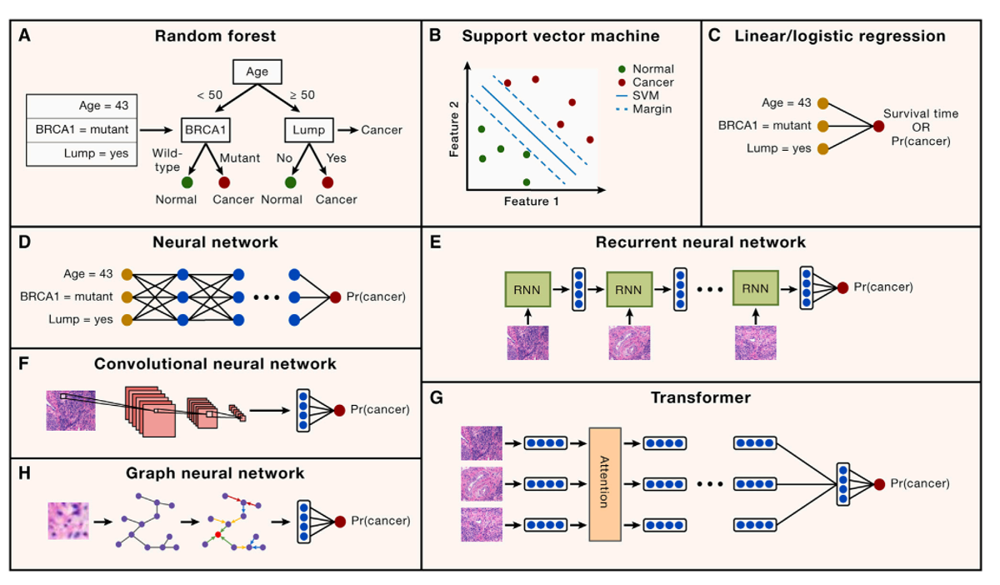 A
Random forest
Age
< 50
≥ 50
Age = 43
BRCA1 = mutant
Lump = yes
BRCA1
Lump
Cancer
Wild-
type
Mutant
No
Yes
Normal
Cancer
Normal
Cancer
B
Support vector machine
Feature 2
Feature 1
Normal
Cancer
SVM
Margin
C
Linear/logistic regression
Age = 43
BRCA1 = mutant
Lump = yes
Survival time
OR
Pr(cancer)
D
Neural network
Age = 43
BRCA1 = mutant
Lump = yes
Pr(cancer)
E
Recurrent neural network
RNN
RNN
RNN
Pr(cancer)
F
Convolutional neural network
Pr(cancer)
G
Transformer
Attention
Pr(cancer)
H
Graph neural network
Pr(cancer)